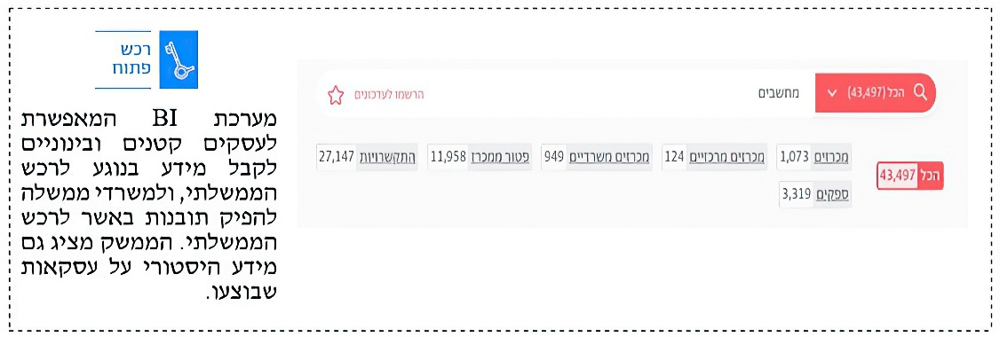 רכש
פתוח
מערכת BI המאפשרת
לעסקים קטנים ובינוניים
לקבל מידע בנוגע לרכש
הממשלתי, ולמשרדי ממשלה
להפיק תובנות באשר לרכש
הממשלתי. הממשק מציג גם
מידע היסטורי על עסקאות
שבוצעו.
הכל (43,497) מחשבים הרשמו לעדכונים
הכל 43,497
מכרזים 1,073 מכרזים מרכזיים 124 מכרזים משרדיים 949 פטור ממכרז 11,958 התקשרויות 27,147
ספקים 3,319